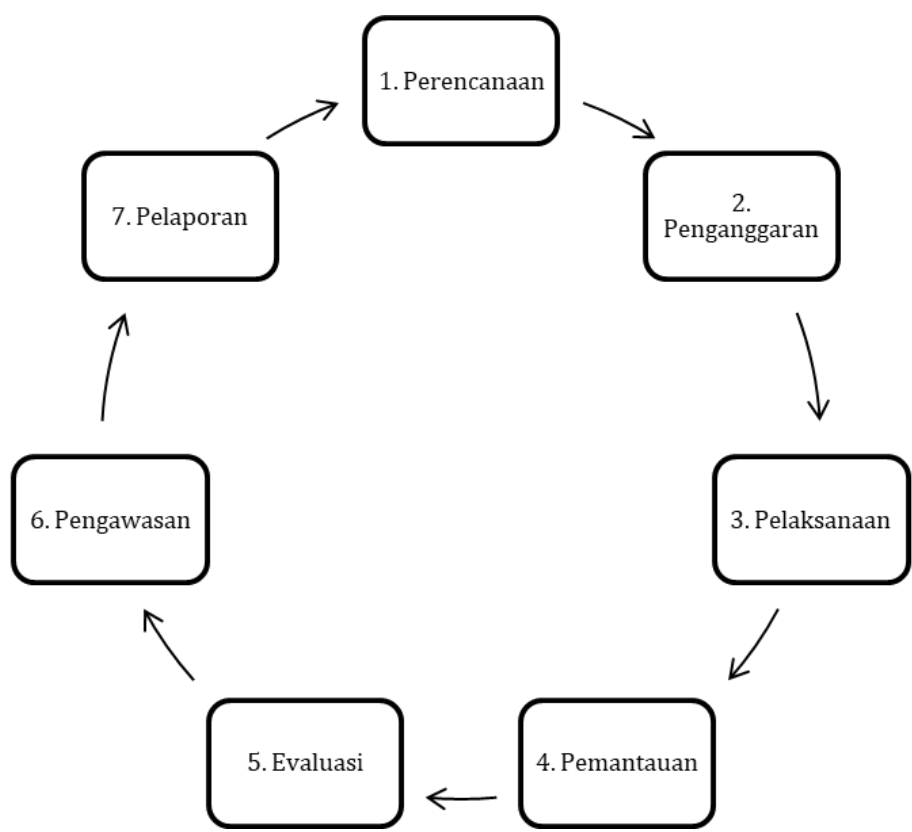 1. Perencanaan
2.
Penganggaran
3. Pelaksanaan
4. Pemantauan
5. Evaluasi
6. Pengawasan
7. Pelaporan